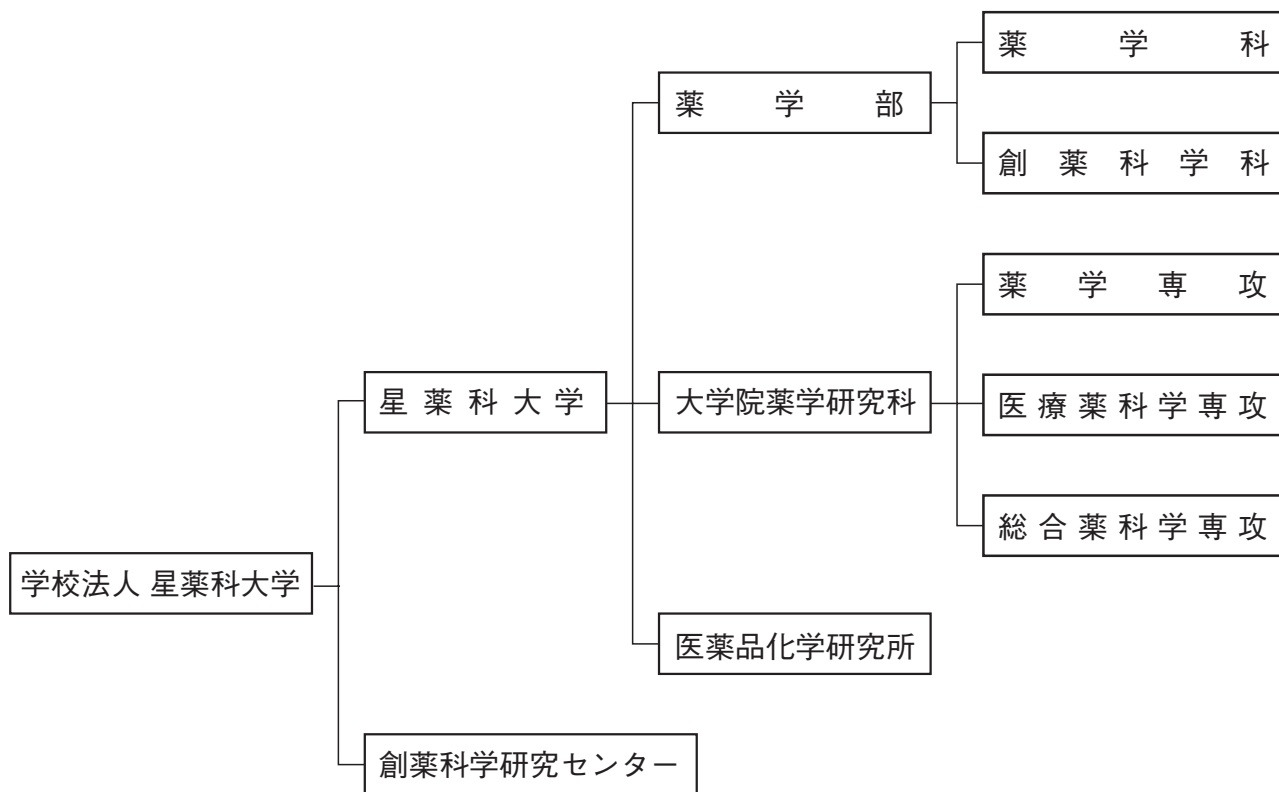 薬学科
薬学部
創薬科学科
薬学専攻
星薬科大学
大学院薬学研究科
医療薬科学専攻
総合薬科学専攻
学校法人 星薬科大学
医薬品化学研究所
創薬科学研究センター